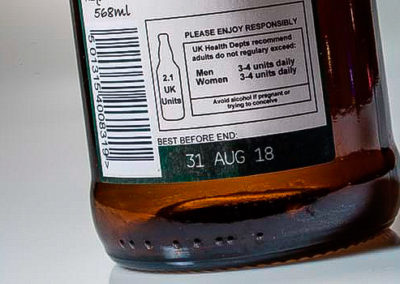 568ml
PLEASE ENJOY RESPONSIBLY
UK Health Depts recommend
adults do not regulary exceed:
Men 3-4 units daily
Women 3-4 units daily
Avoid alcohol if pregnant or
trying to conceive
2.1
UK
Units
BEST BEFORE END:
31 AUG 18